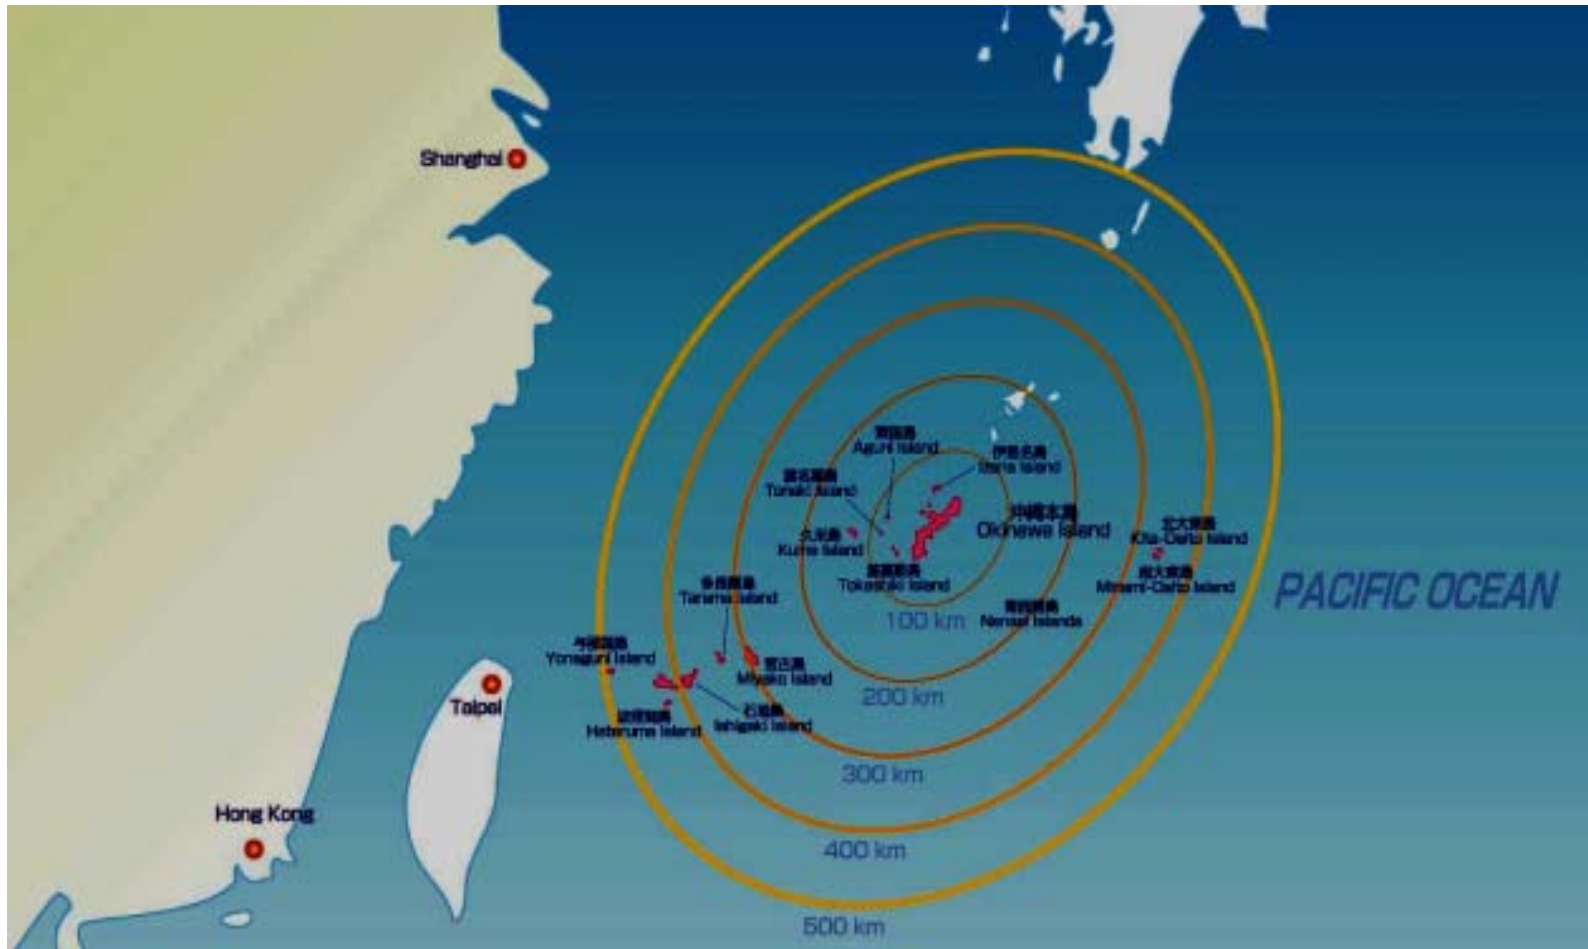 Shanghai
粟国島
Aguni Island
伊是名島
Izena Island
渡名喜島
Tonaki Island
沖縄本島
Okinawa Island
久米島
Kume Island
北大東島
Kita-Daito Island
渡嘉敷島
Tokashiki Island
南大東島
Minami-Daito Island
PACIFIC OCEAN
多良間島
Tarama Island
南西諸島
Nansei Islands
100 km
与那国島
Yonaguni Island
宮古島
Miyako Island
200 km
Taipei
波照間島
Hateruma Island
石垣島
Ishigaki Island
300 km
Hong Kong
400 km
500 km